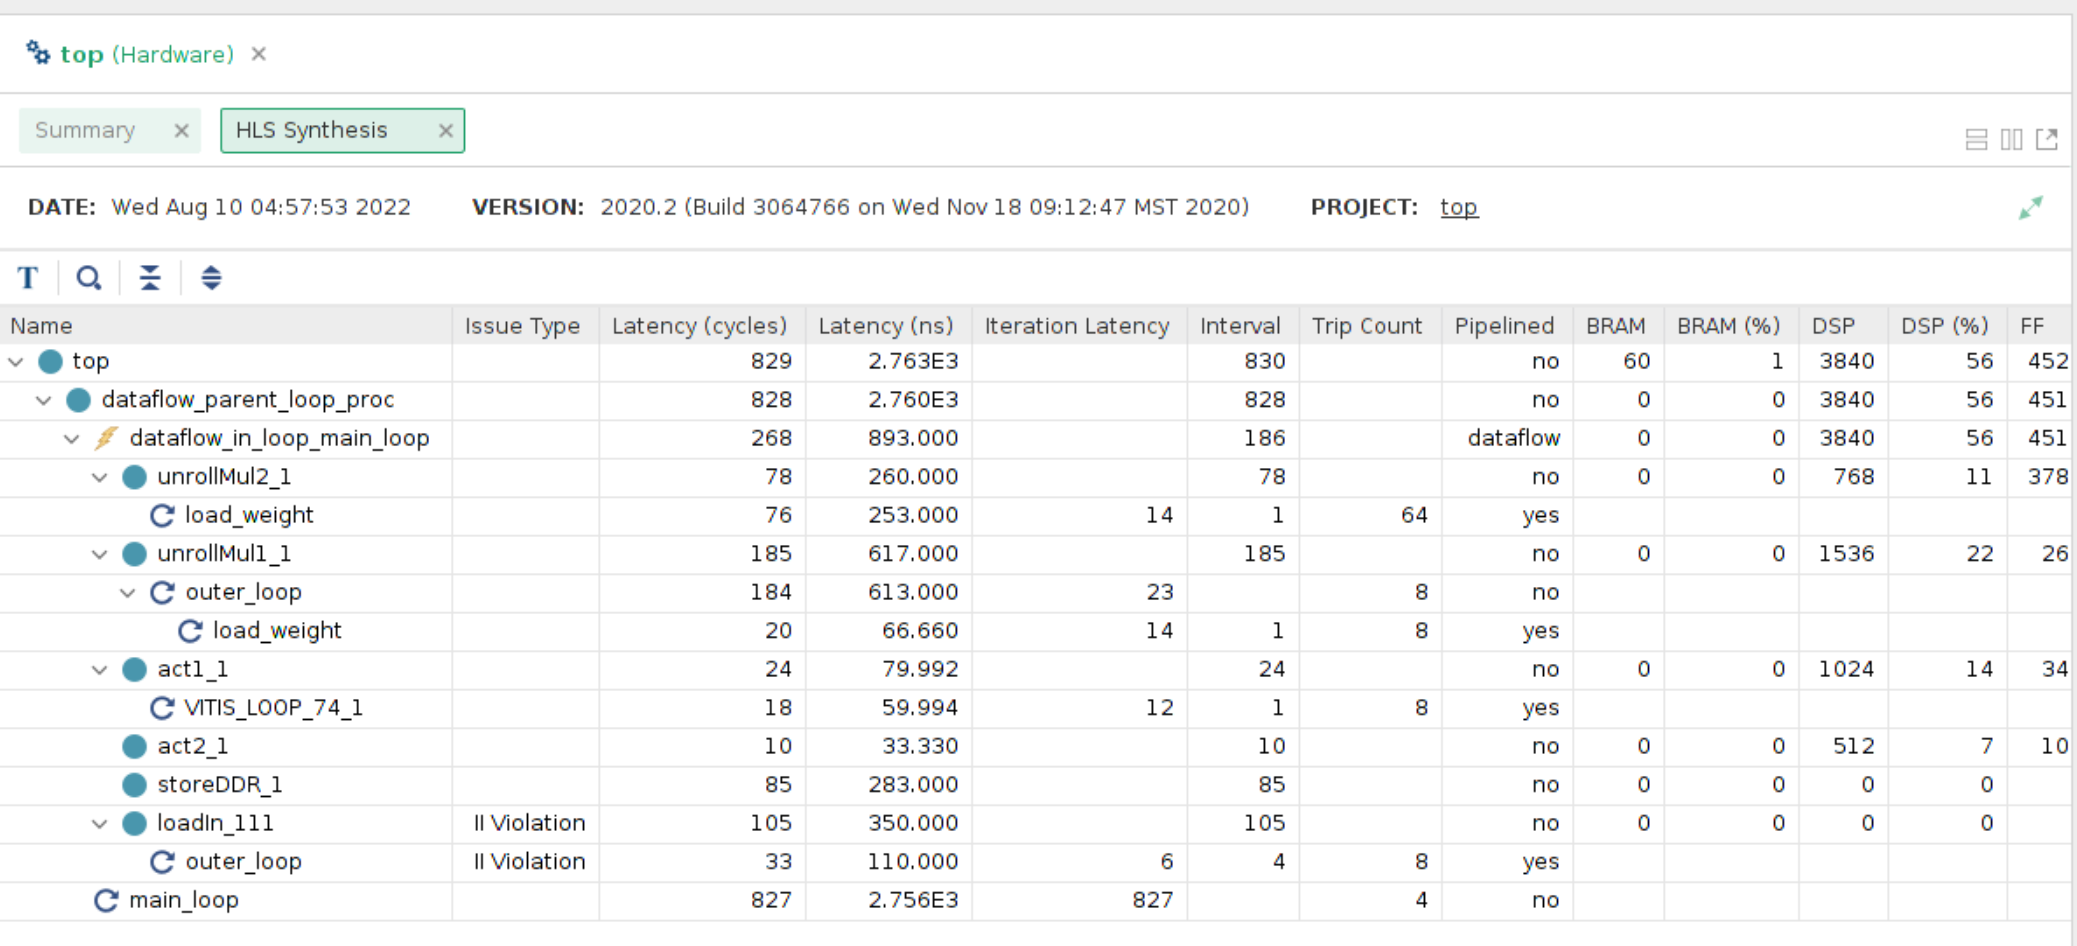 top (Hardware) ×
Summary × HLS Synthesis ×
DATE: Wed Aug 10 04:57:53 2022 VERSION: 2020.2 (Build 3064766 on Wed Nov 18 09:12:47 MST 2020) PROJECT: top
T
Name Issue Type Latency (cycles) Latency (ns) Iteration Latency Interval Trip Count Pipelined BRAM BRAM (%) DSP DSP (%) FF
top 829 2.763E3 830 no 60 1 3840 56 452
dataflow_parent_loop_proc 828 2.760E3 828 no 0 0 3840 56 451
dataflow_in_loop_main_loop 268 893.000 186 dataflow 0 0 3840 56 451
unrollMul2_1 78 260.000 78 no 0 0 768 11 378
load_weight 76 253.000 14 1 64 yes
unrollMul1_1 185 617.000 185 no 0 0 1536 22 26
outer_loop 184 613.000 23 8 no
load_weight 20 66.660 14 1 8 yes
act1_1 24 79.992 24 no 0 0 1024 14 34
VITIS_LOOP_74_1 18 59.994 12 1 8 yes
act2_1 10 33.330 10 no 0 0 512 7 10
storeDDR_1 85 283.000 85 no 0 0 0 0
loadIn_111 II Violation 105 350.000 105 no 0 0 0 0
outer_loop II Violation 33 110.000 6 4 8 yes
main_loop 827 2.756E3 827 4 no